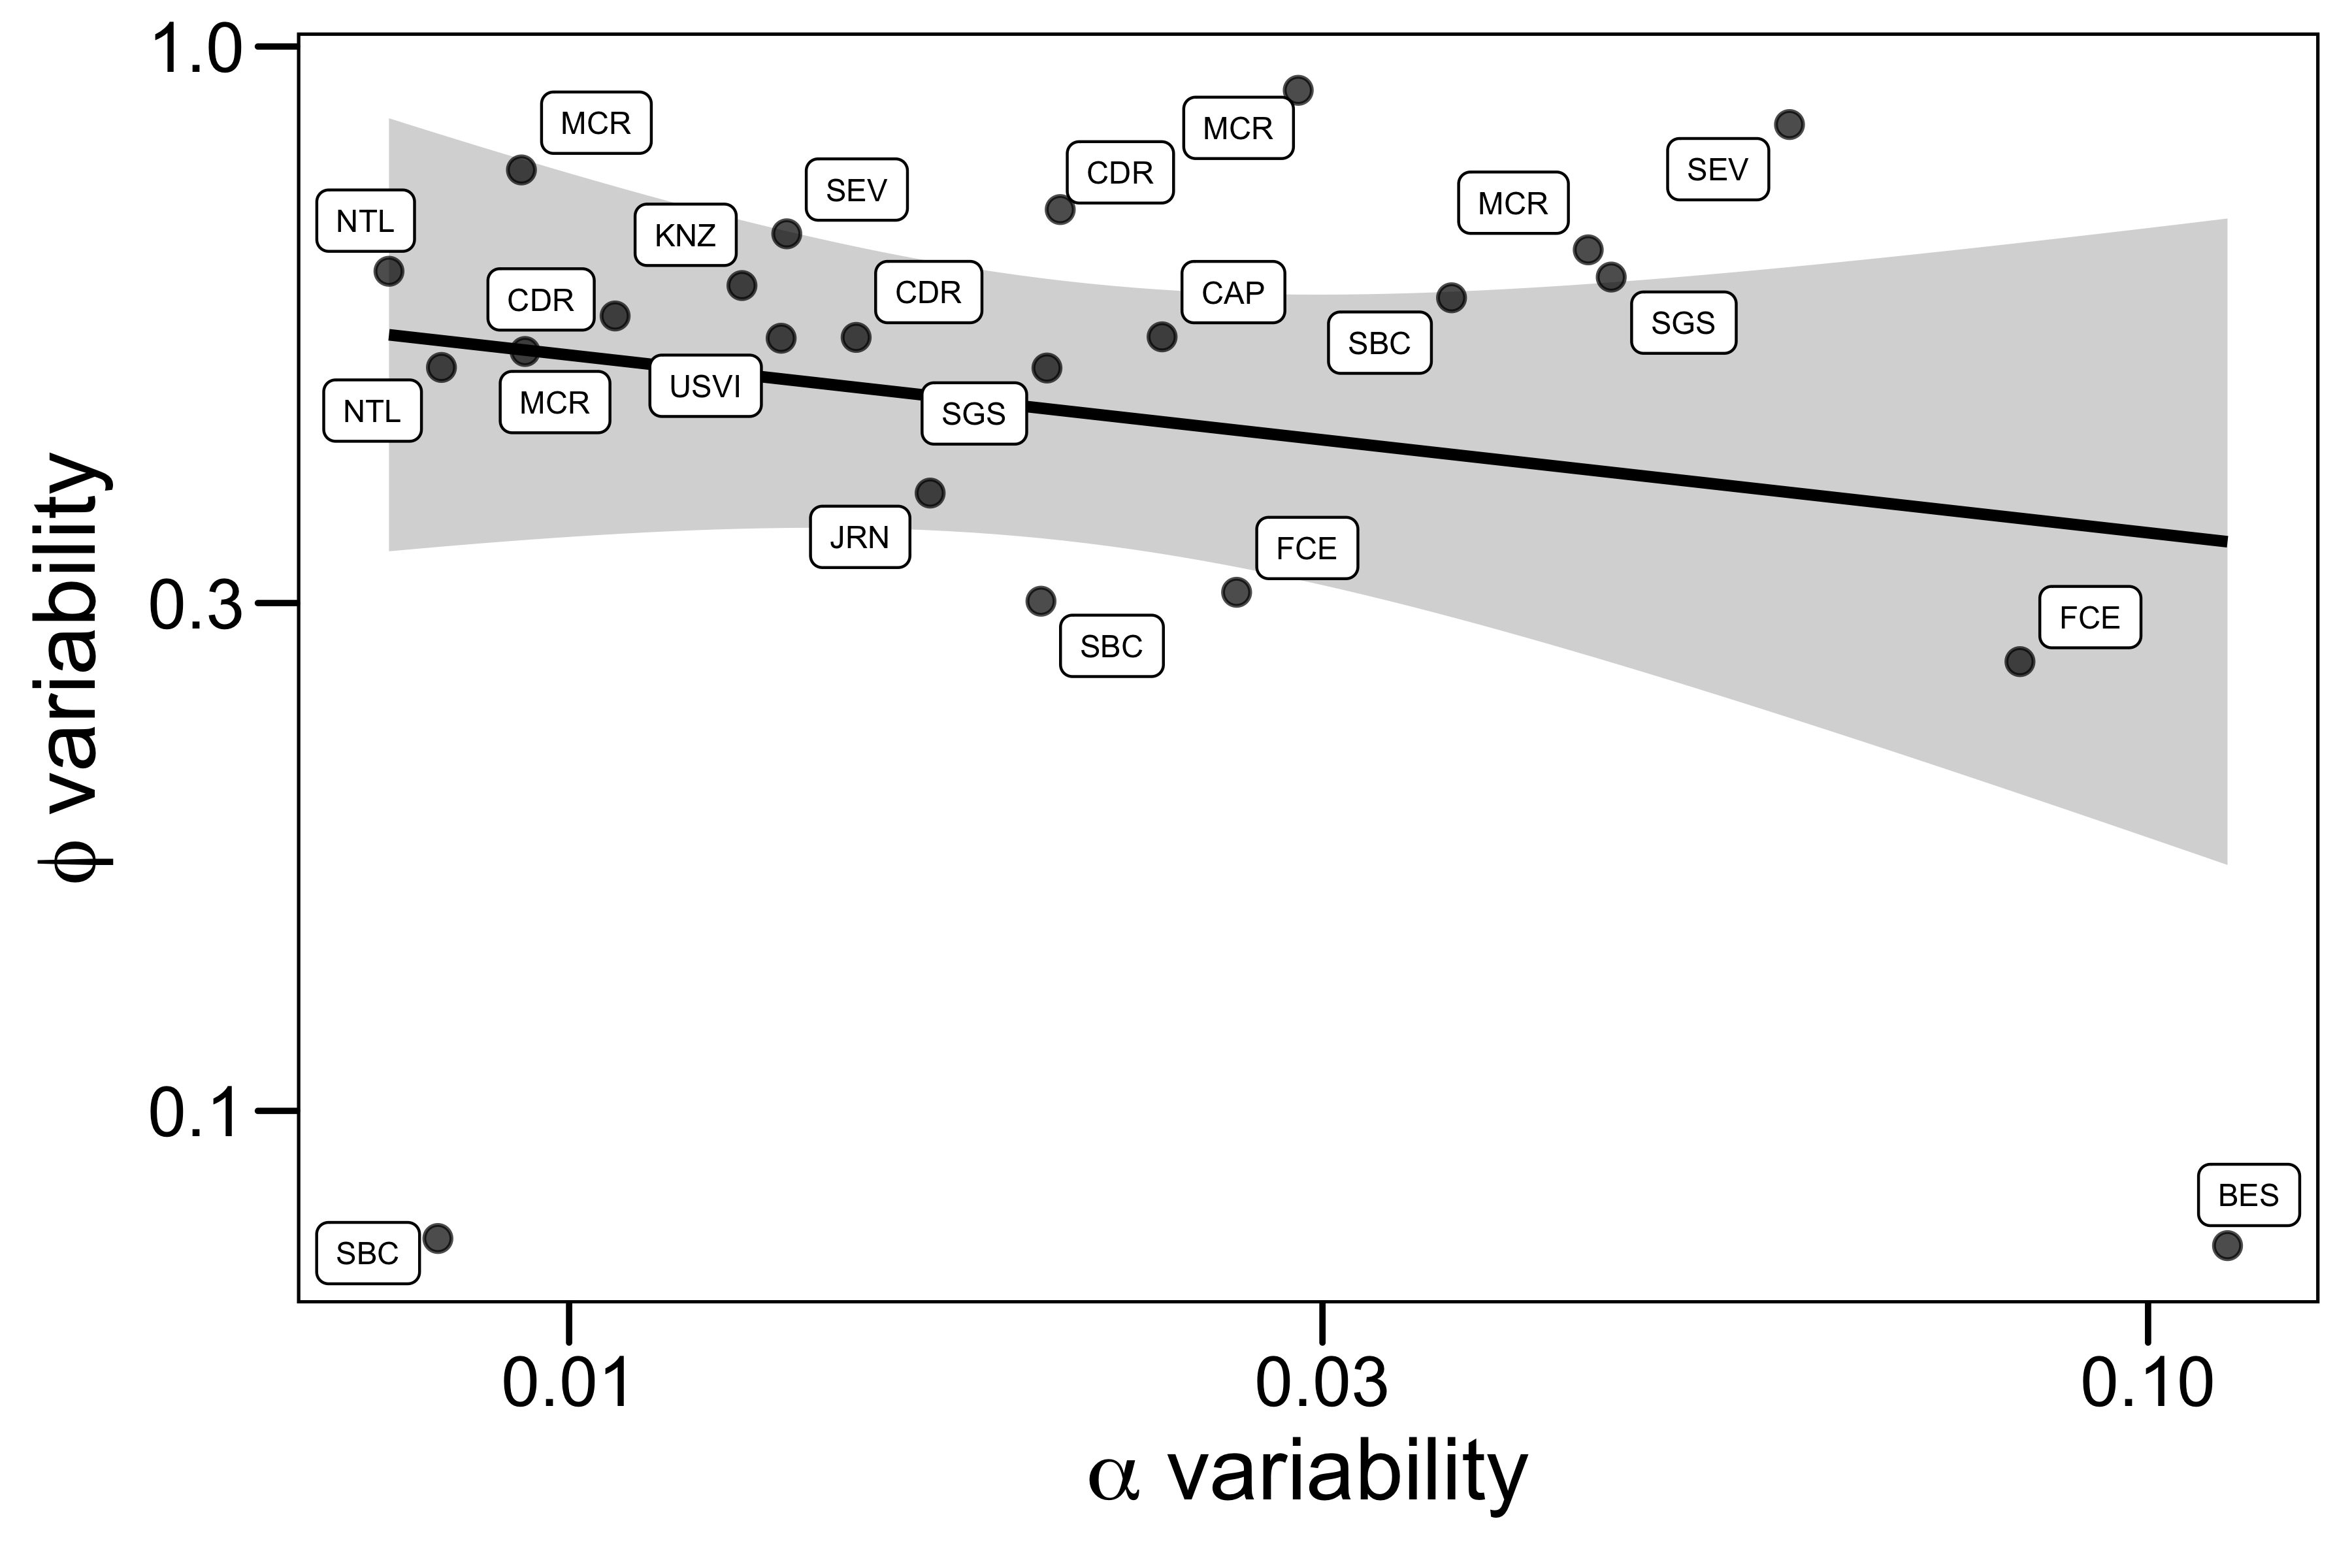 1.0
MCR
MCR
SEV
CDR
SEV
MCR
NTL
KNZ
CDR
CDR
CAP
SGS
SBC
USVI
MCR
NTL
SGS
JRN
FCE
0.3
FCE
SBC
ϕ variability
0.1
BES
SBC
0.01
0.03
0.10
α variability